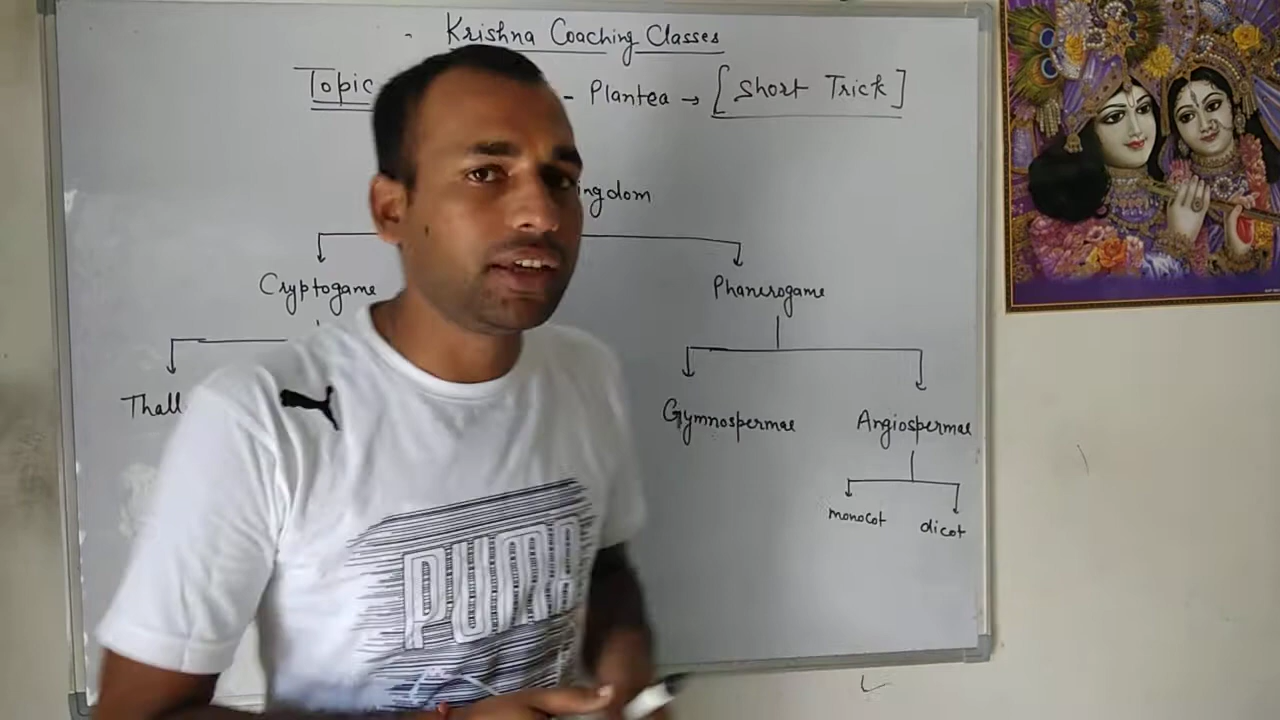 - Krishna Coaching Classes
Topic - Plantea → [Short Trick]
ingdom
Cryptogame Phanerogame
Thall Gymnospermae Angiospermae
monocot dicot
PUMA